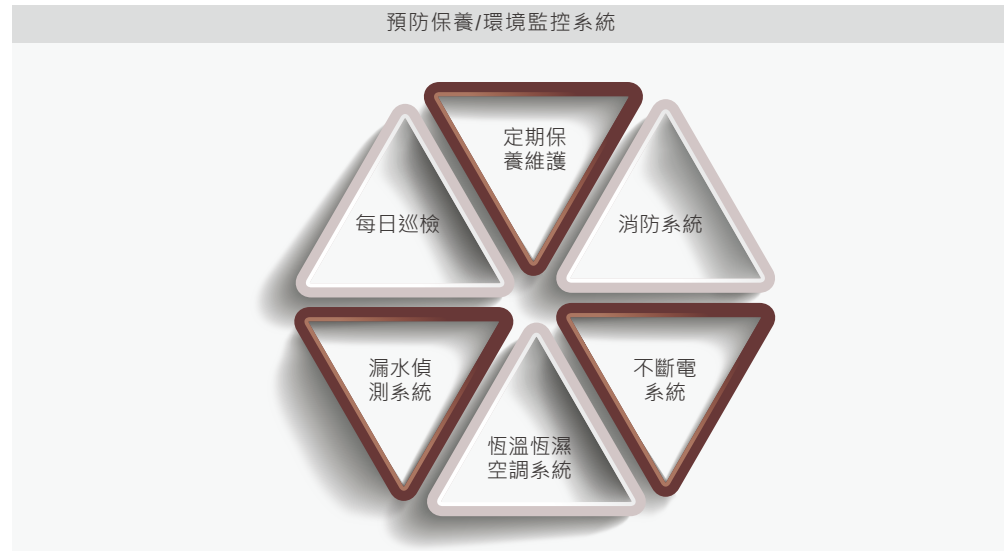 預防保養/環境監控系統
定期保
養維護
每日巡檢
消防系統
漏水偵
測系統
不斷電
系統
恆溫恆濕
空調系統